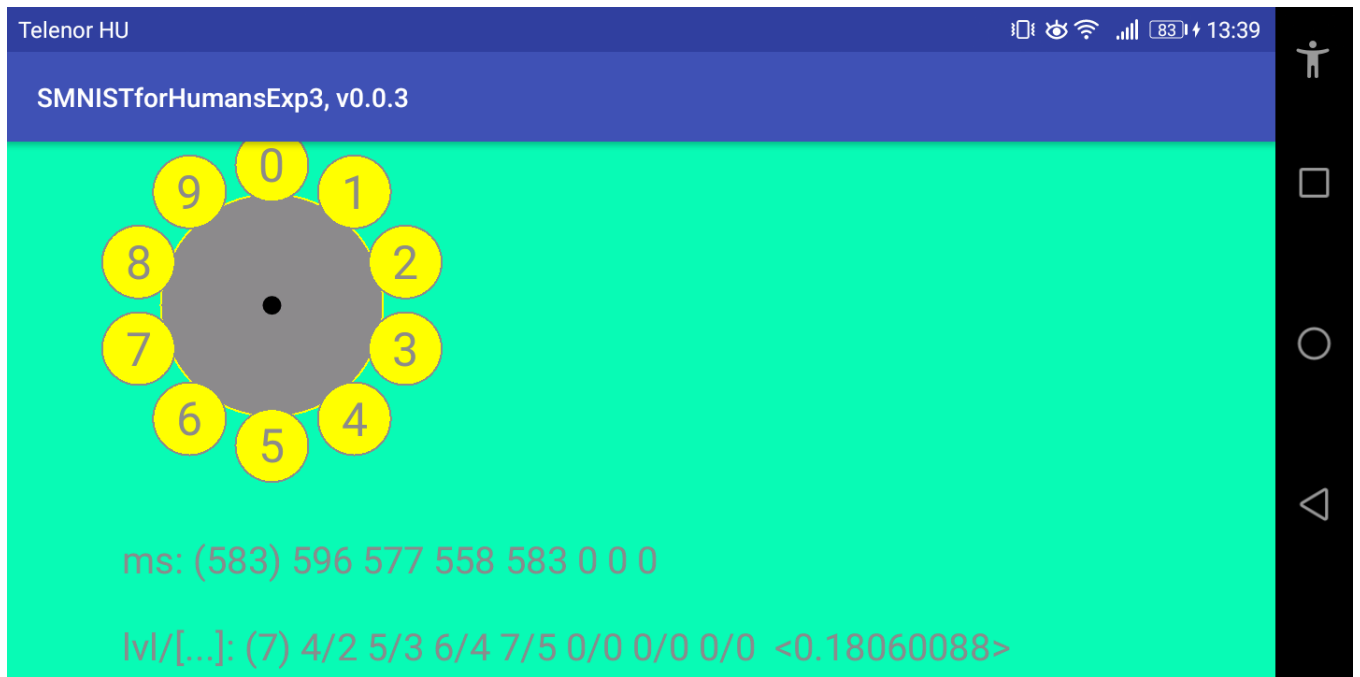 Telenor HU 83 13:39
SMNISTforHumansExp3, v0.0.3
0
9 1
8 2
7 3
6 4
5
ms: (583) 596 577 558 583 0 0 0
lvl/[...]: (7) 4/2 5/3 6/4 7/5 0/0 0/0 0/0 <0.18060088>